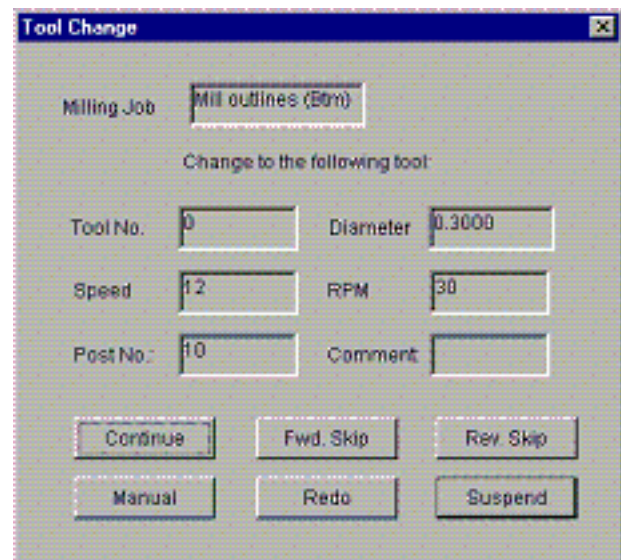 Tool Change
Milling Job Mill outlines (Btm)
Change to the following tool:
Tool No. 0 Diameter 0.3000
Speed 12 RPM 30
Post No.: 10 Comment:
Continue Fwd. Skip Rev. Skip
Manual Redo Suspend